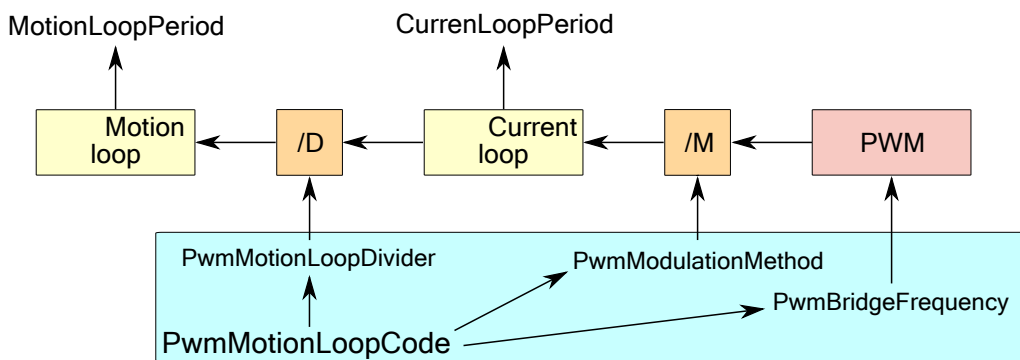 MotionLoopPeriod
CurrenLoopPeriod
Motion
loop
/D
Current
loop
/M
PWM
PwmMotionLoopDivider
PwmModulationMethod
PwmBridgeFrequency
PwmMotionLoopCode